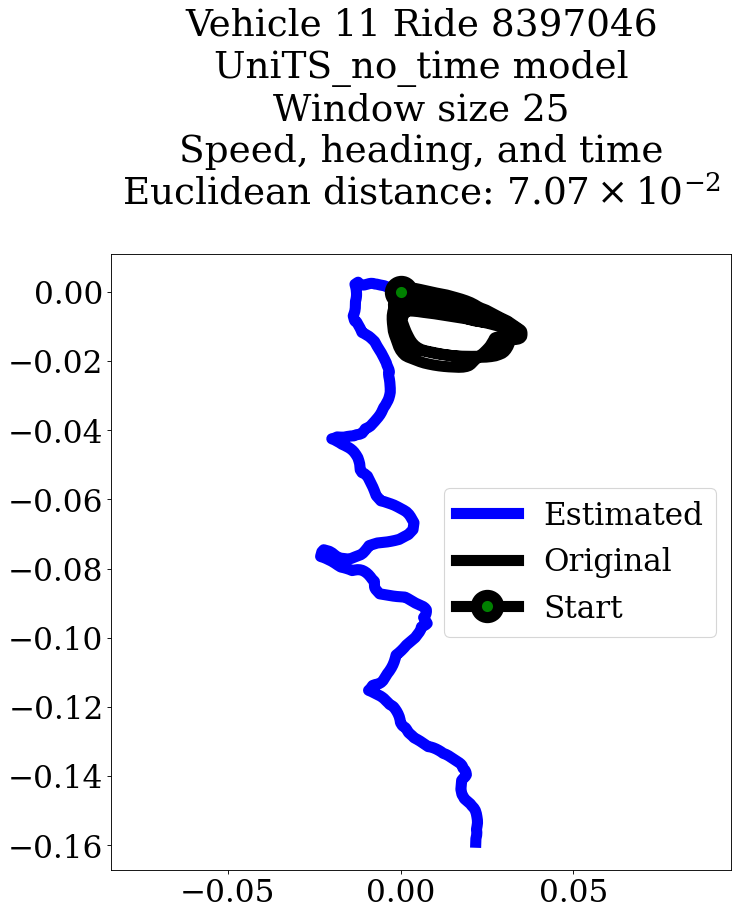 Vehicle 11 Ride 8397046
UniTS_no_time model
Window size 25
Speed, heading, and time
Euclidean distance: 7.07 × 10⁻²
0.00
−0.02
−0.04
−0.06
−0.08
−0.10
−0.12
−0.14
−0.16
Estimated
Original
Start
−0.05 0.00 0.05